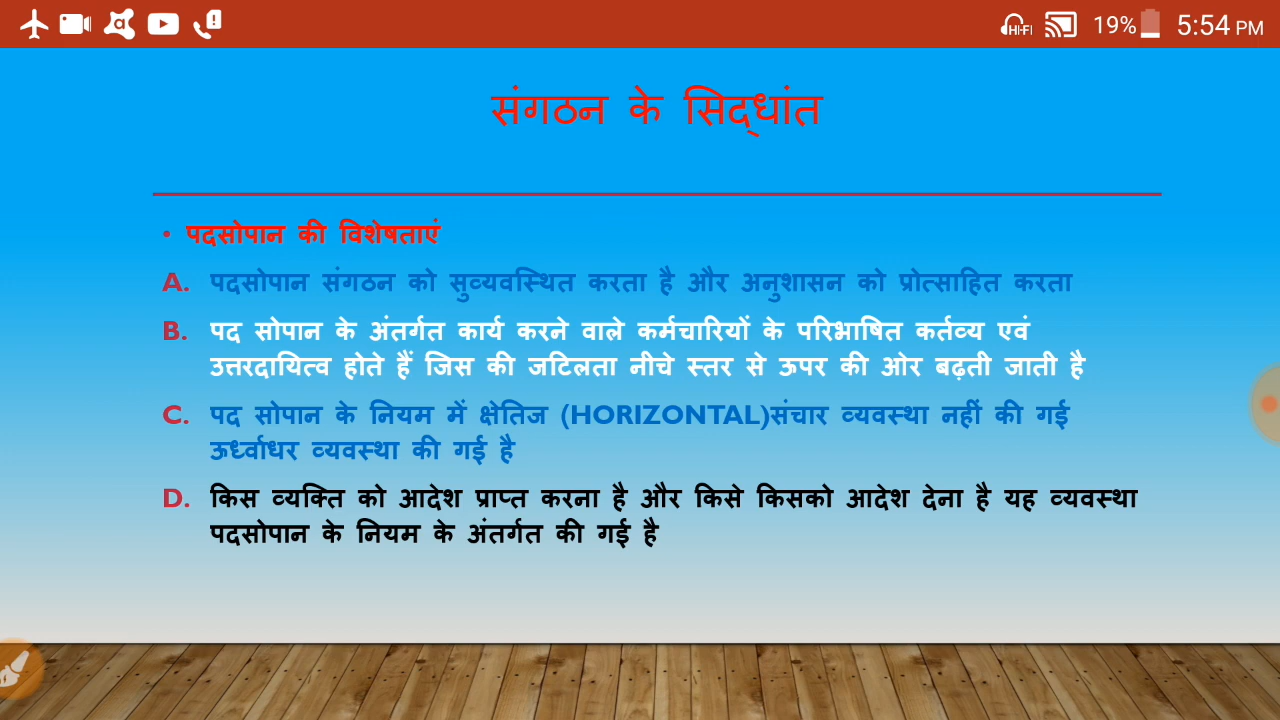 HI-FI 19% 5:54 PM
संगठन के सिद्धांत
• पदसोपान की विशेषताएं
A. पदसोपान संगठन को सुव्यवस्थित करता है और अनुशासन को प्रोत्साहित करता
B. पद सोपान के अंतर्गत कार्य करने वाले कर्मचारियों के परिभाषित कर्तव्य एवं
उत्तरदायित्व होते हैं जिस की जटिलता नीचे स्तर से ऊपर की ओर बढ़ती जाती है
C. पद सोपान के नियम में क्षेतिज (HORIZONTAL)संचार व्यवस्था नहीं की गई
ऊर्ध्वाधर व्यवस्था की गई है
D. किस व्यक्ति को आदेश प्राप्त करना है और किसे किसको आदेश देना है यह व्यवस्था
पदसोपान के नियम के अंतर्गत की गई है